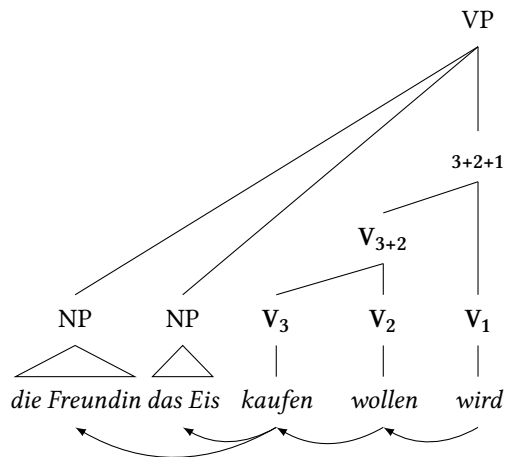 VP
3+2+1
V3+2
NP NP V3 V2 V1
die Freundin das Eis kaufen wollen wird